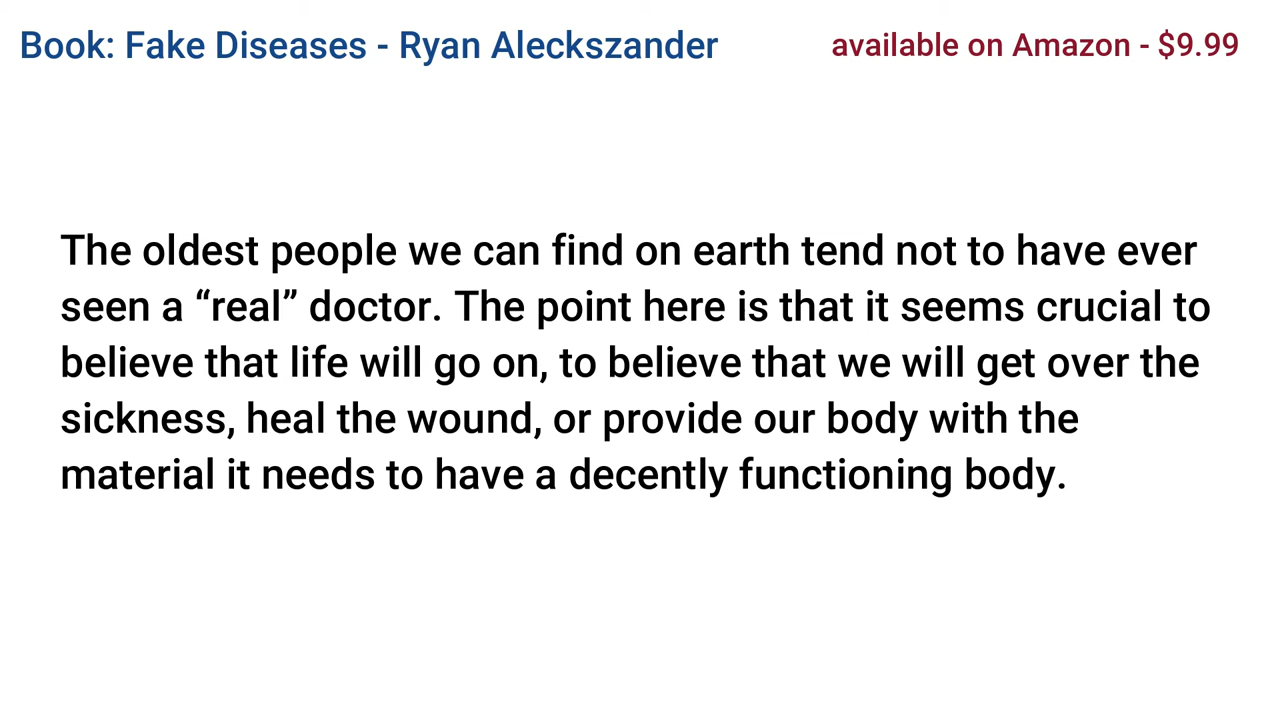 Book: Fake Diseases - Ryan Aleckszander
available on Amazon - $9.99
The oldest people we can find on earth tend not to have ever
seen a “real” doctor. The point here is that it seems crucial to
believe that life will go on, to believe that we will get over the
sickness, heal the wound, or provide our body with the
material it needs to have a decently functioning body.